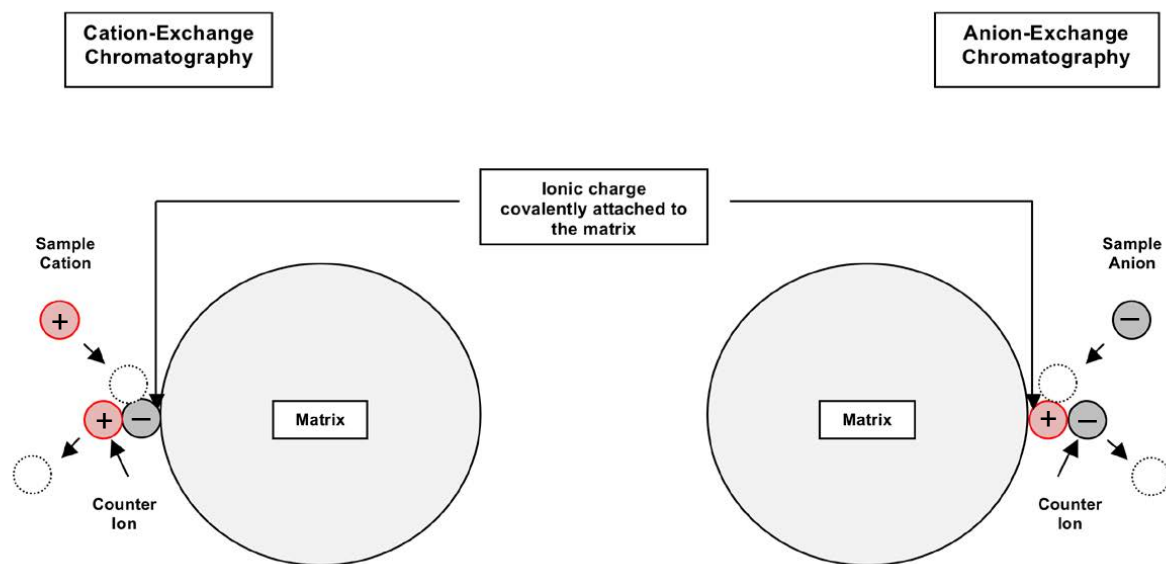 Cation-Exchange
Chromatography
Anion-Exchange
Chromatography
Ionic charge
covalently attached to
the matrix
Sample
Cation
Sample
Anion
+
−
+
−
Matrix
Matrix
+
−
Counter
Ion
Counter
Ion